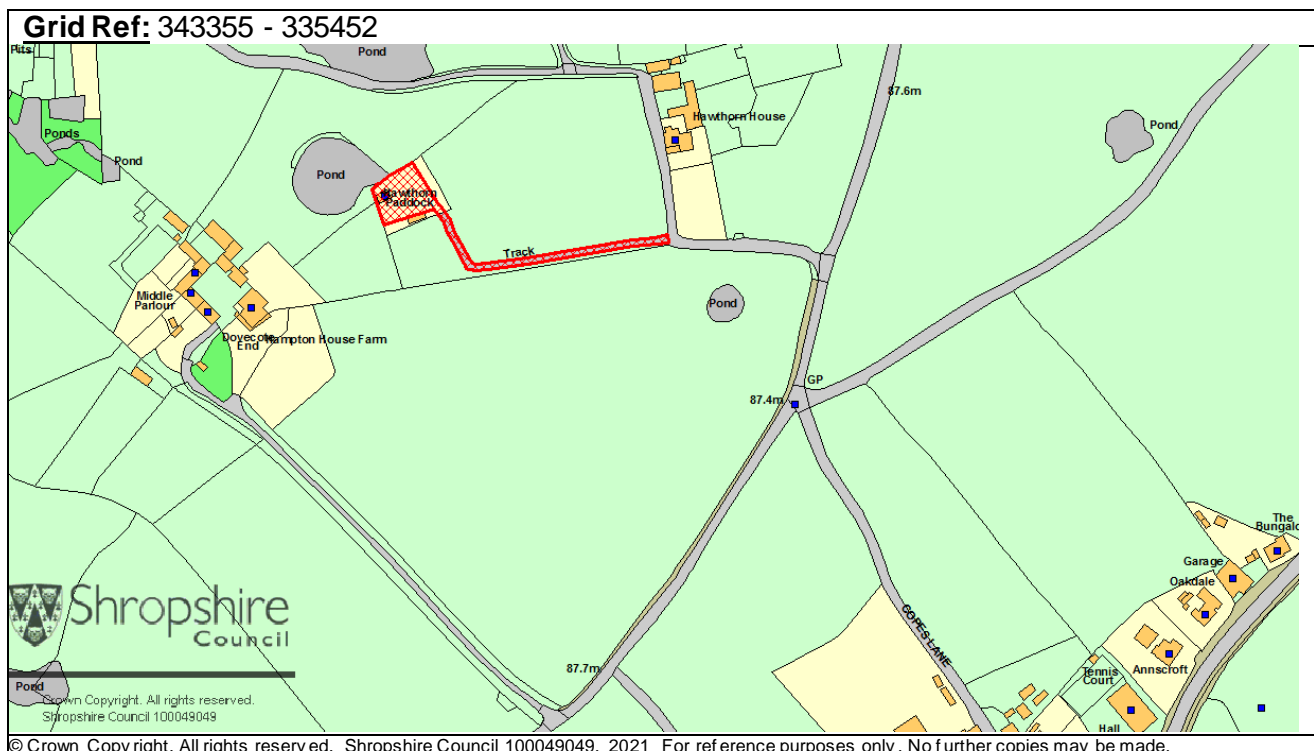 Grid Ref: 343355 - 335452
Pits
Pond
87.6m
Hawthorn House
Pond
Ponds
Pond
Pond
Hawthorn
Paddock
Track
Middle
Parlour
Pond
Dovecote
End
Hampton House Farm
GP
87.4m
The
Bungalo
Garage
Oakdale
COPES LANE
Annscroft
Tennis
Court
Hall
87.7m
Shropshire
Council
Pond
Crown Copyright. All rights reserved.
Shropshire Council 100049049
© Crown Copyright. All rights reserved. Shropshire Council 100049049. 2021 For reference purposes only. No further copies may be made.